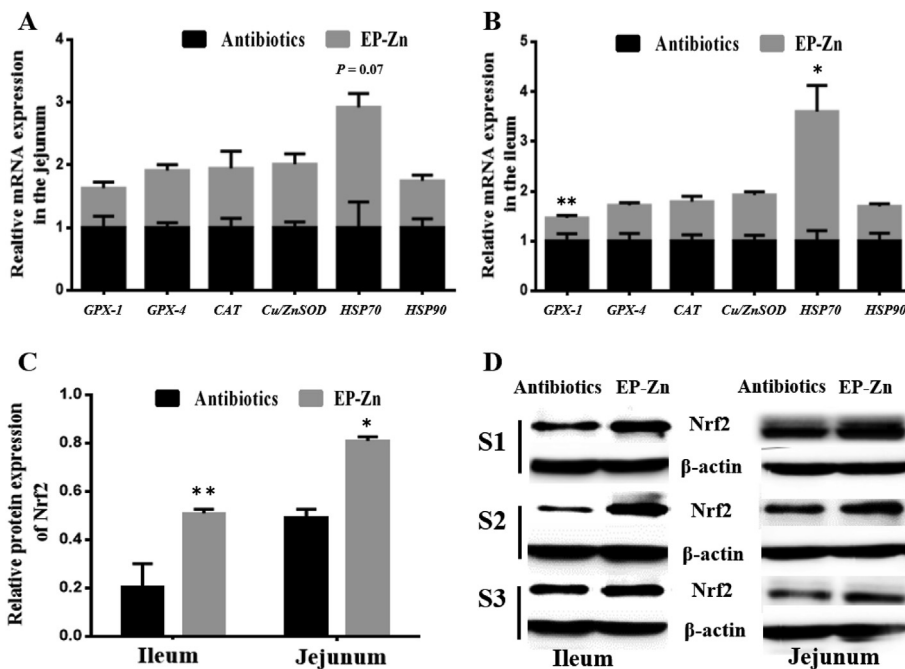 A
Antibiotics EP-Zn
P = 0.07
Realtive mRNA expression
in the jejunum
4
3
2
1
0
GPX-1 GPX-4 CAT Cu/ZnSOD HSP70 HSP90
B
Antibiotics EP-Zn
*
**
Relative mRNA expression
in the ileum
5
4
3
2
1
0
GPX-1 GPX-4 CAT Cu/ZnSOD HSP70 HSP90
C
Antibiotics EP-Zn
*
**
Relative protein expression
of Nrf2
1.0
0.8
0.6
0.4
0.2
0.0
Ileum Jejunum
D
Antibiotics EP-Zn Antibiotics EP-Zn
S1 Nrf2
β-actin
S2 Nrf2
β-actin
S3 Nrf2
β-actin
Ileum Jejunum